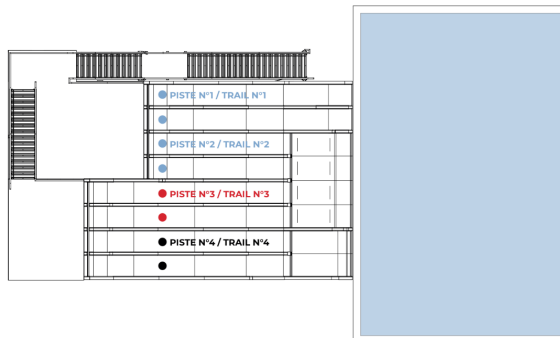 PISTE N°1 / TRAIL N°1
PISTE N°2 / TRAIL N°2
PISTE N°3 / TRAIL N°3
PISTE N°4 / TRAIL N°4